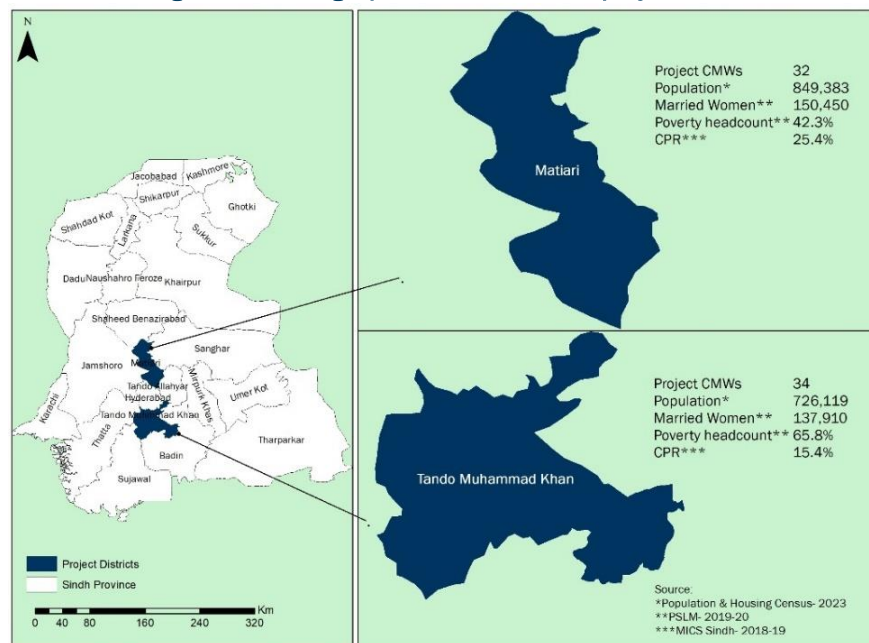 N
Jacobabad
Kashmore
Shikarpur
Ghotki
Shahdad Kot
Larkana
Sukkur
Dadu
Naushahro Feroze
Khairpur
Shaheed Benazirabad
Sanghar
Jamshoro
Matiari
Tando Allahyar
Hyderabad
Mirpurk Khas
Umer Kot
Karachi
Tando Muhammad Khan
Thatta
Tharparkar
Badin
Sujawal
Project Districts
Sindh Province
Km
0 40 80 160 240 320
Project CMWs 32
Population* 849,383
Married Women** 150,450
Poverty headcount** 42.3%
CPR*** 25.4%
Matiari
Project CMWs 34
Population* 726,119
Married Women** 137,910
Poverty headcount** 65.8%
CPR*** 15.4%
Tando Muhammad Khan
Source:
*Population & Housing Census- 2023
**PSLM- 2019-20
***MICS Sindh- 2018-19